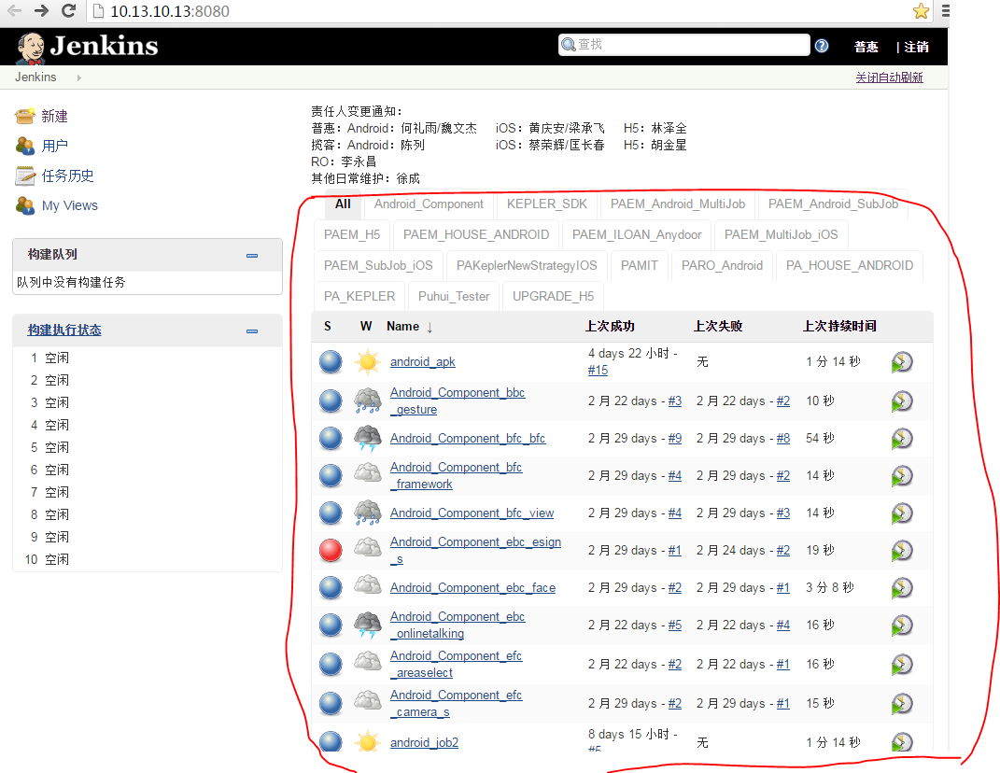 10.13.10.13:8080
Jenkins
查找
普惠 | 注销
Jenkins
关闭自动刷新
新建
用户
任务历史
My Views
构建队列
队列中没有构建任务
构建执行状态
1 空闲
2 空闲
3 空闲
4 空闲
5 空闲
6 空闲
7 空闲
8 空闲
9 空闲
10 空闲
责任人变更通知：
普惠：Android：何礼雨/魏文杰 iOS：黄庆安/梁承飞 H5：林泽全
揽客：Android：陈列 iOS：蔡荣辉/匡长春 H5：胡金星
RO：李永昌
其他日常维护：徐成
All Android_Component KEPLER_SDK PAEM_Android_MultiJob PAEM_Android_SubJob
PAEM_H5 PAEM_HOUSE_ANDROID PAEM_ILOAN_Anydoor PAEM_MultiJob_iOS
PAEM_SubJob_iOS PAKeplerNewStrategyIOS PAMIT PARO_Android PA_HOUSE_ANDROID
PA_KEPLER Puhui_Tester UPGRADE_H5
S W Name ↓ 上次成功 上次失败 上次持续时间
android_apk 4 days 22 小时 - #15 无 1 分 14 秒
Android_Component_bbc_gesture 2 月 22 days - #3 2 月 22 days - #2 10 秒
Android_Component_bfc_bfc 2 月 29 days - #9 2 月 29 days - #8 54 秒
Android_Component_bfc_framework 2 月 29 days - #4 2 月 29 days - #2 14 秒
Android_Component_bfc_view 2 月 29 days - #4 2 月 29 days - #3 14 秒
Android_Component_ebc_esigns_s 2 月 29 days - #1 2 月 24 days - #2 19 秒
Android_Component_ebc_face 2 月 29 days - #2 2 月 29 days - #1 3 分 8 秒
Android_Component_ebc_onlinetalking 2 月 22 days - #5 2 月 22 days - #4 16 秒
Android_Component_efc_areaselect 2 月 22 days - #2 2 月 22 days - #1 16 秒
Android_Component_efc_camera_s 2 月 29 days - #2 2 月 29 days - #1 15 秒
android_job2 8 days 15 小时 - 无 1 分 14 秒